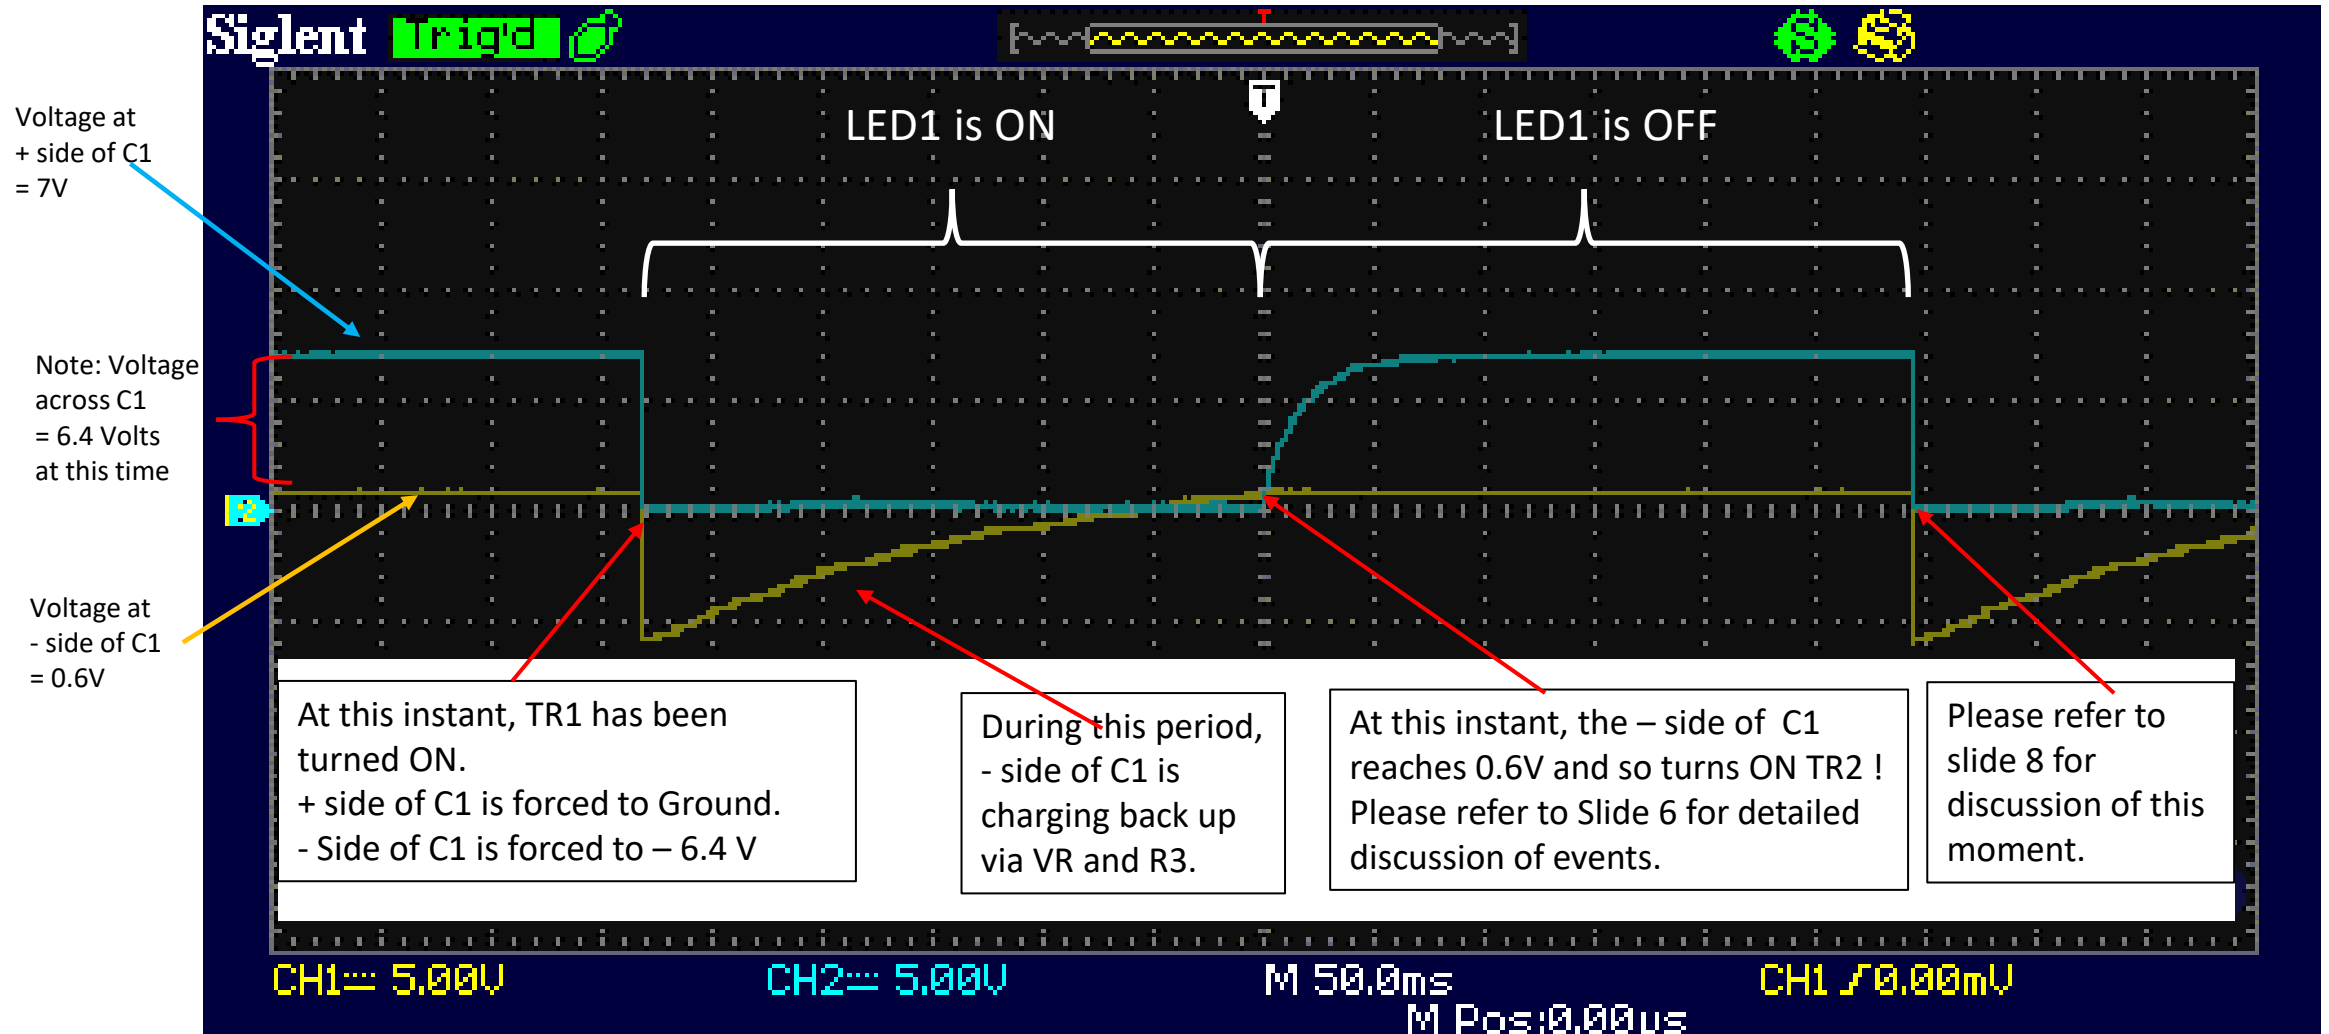 Siglent Trig'd
T
S S
Voltage at
+ side of C1
= 7V
LED1 is ON
LED1 is OFF
Note: Voltage
across C1
= 6.4 Volts
at this time
2
Voltage at
- side of C1
= 0.6V
At this instant, TR1 has been
turned ON.
+ side of C1 is forced to Ground.
- Side of C1 is forced to – 6.4 V
During this period,
- side of C1 is
charging back up
via VR and R3.
At this instant, the – side of C1
reaches 0.6V and so turns ON TR2 !
Please refer to Slide 6 for detailed
discussion of events.
Please refer to
slide 8 for
discussion of this
moment.
CH1 5.00V CH2 5.00V M 50.0ms CH1 0.00mV
M Pos:0.00us